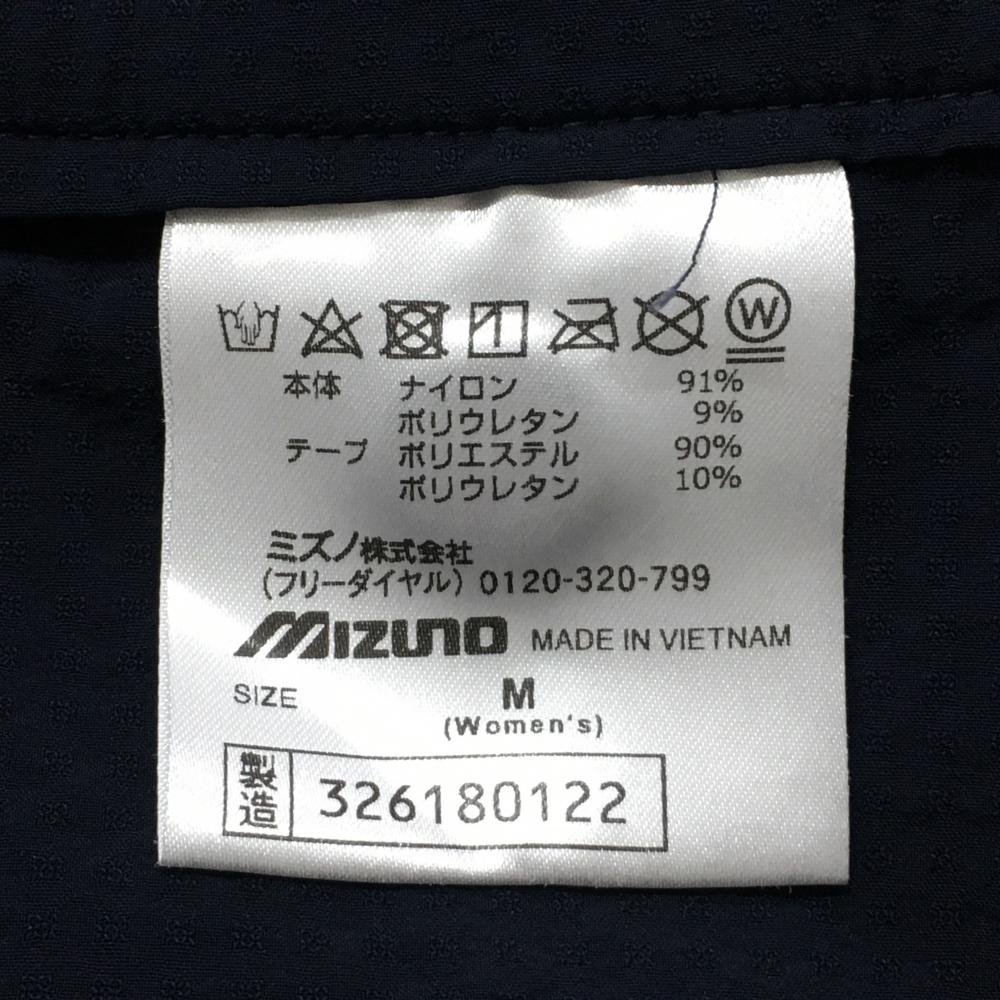 W
本体 ナイロン 91%
ポリウレタン 9%
テープ ポリエステル 90%
ポリウレタン 10%
ミズノ株式会社
(フリーダイヤル) 0120-320-799
MIZUNO MADE IN VIETNAM
SIZE M
(Women's)
製造 326180122